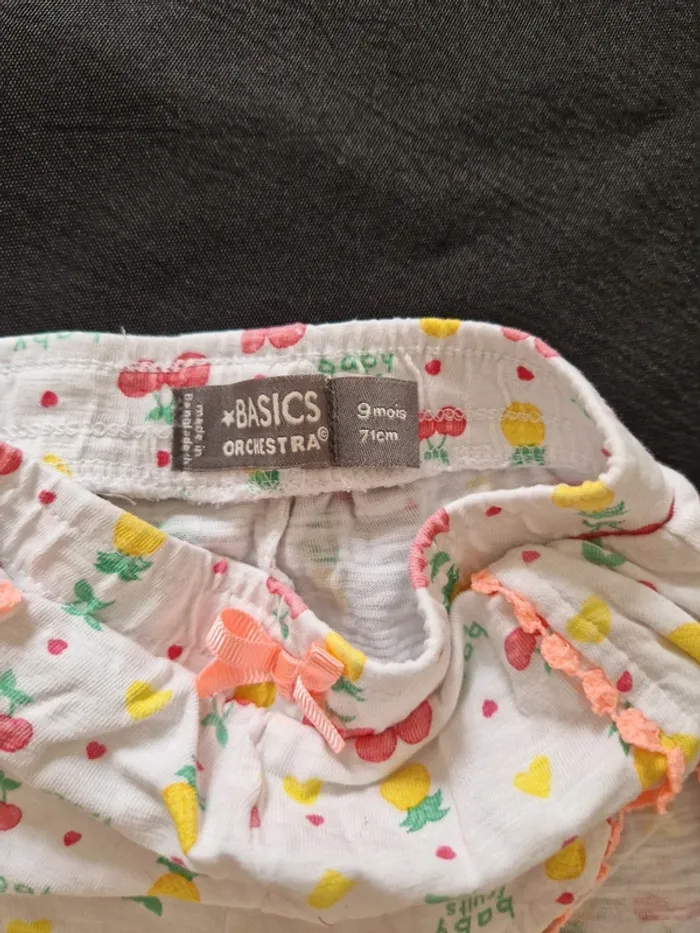 baby
made in
Bangladesh
★BASICS
ORCHESTRA©
9 mois
71cm
baby
fruits